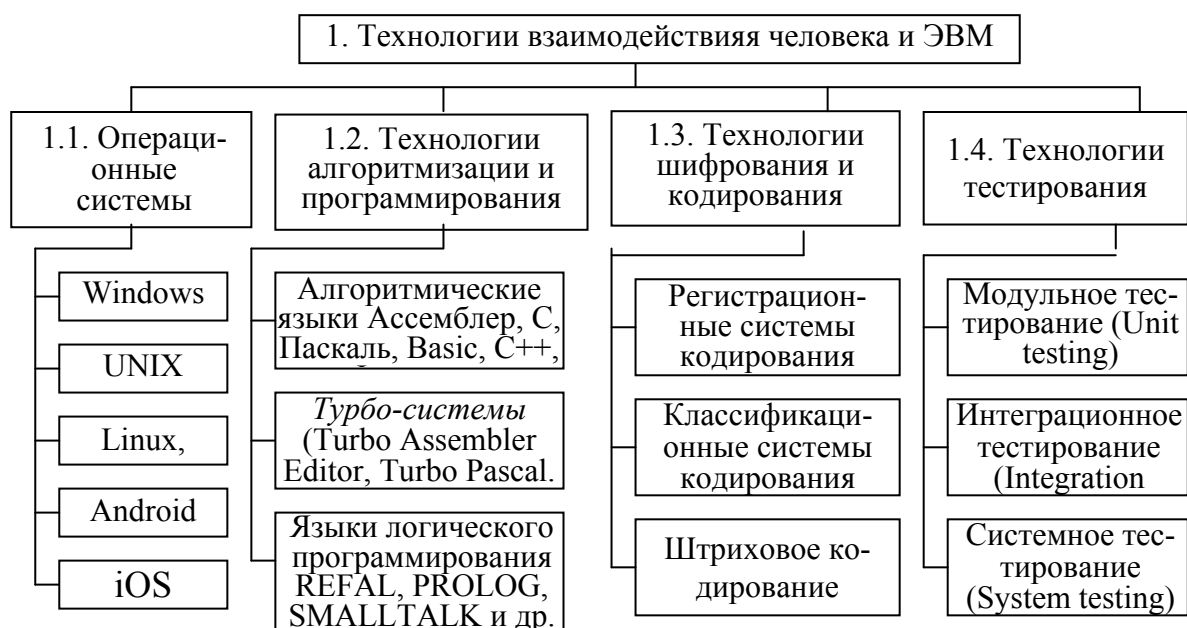 1. Технологии взаимодействияя человека и ЭВМ
1.1. Операци-
онные
системы
Windows
UNIX
Linux,
Android
iOS
1.2. Технологии
алгоритмизации и
программирования
Алгоритмические
языки Ассемблер, С,
Паскаль, Basic, C++,
Турбо-системы
(Turbo Assembler
Editor, Turbo Pascal.
Языки логического
программирования
REFAL, PROLOG,
SMALLTALK и др.
1.3. Технологии
шифрования и
кодирования
Регистрацион-
ные системы
кодирования
Классификаци-
онные системы
кодирования
Штриховое ко-
дирование
1.4. Технологии
тестирования
Модульное тес-
тирование (Unit
testing)
Интеграционное
тестирование
(Integration
Системное тес-
тирование
(System testing)